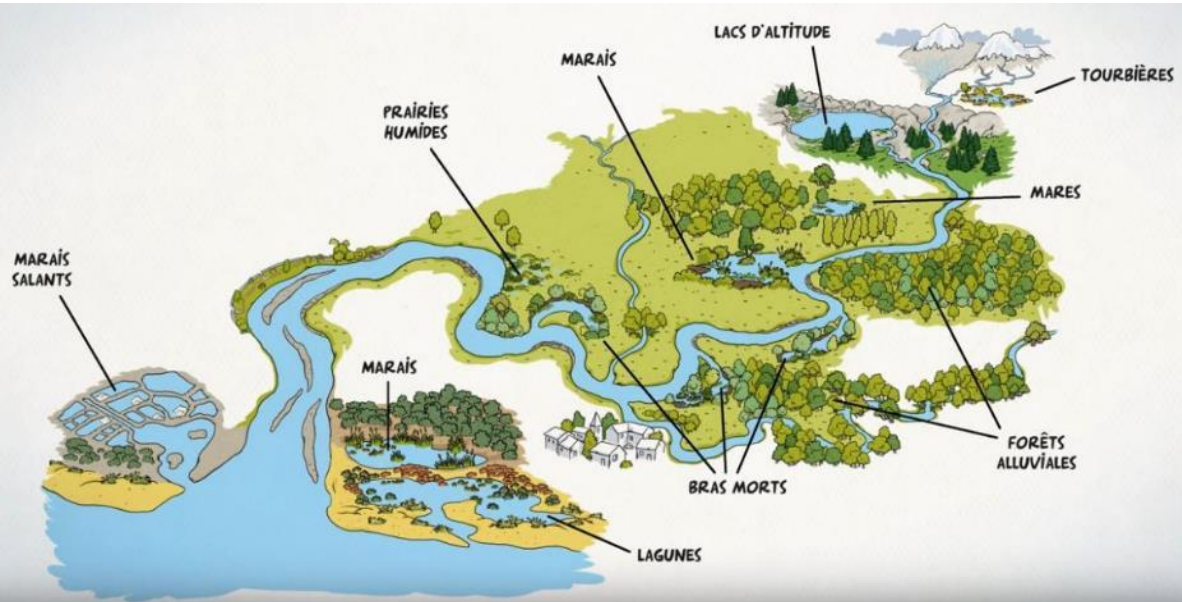 LACS D'ALTITUDE
MARAIS
TOURBIÈRES
PRAIRIES
HUMIDES
MARES
MARAIS
SALANTS
MARAIS
FORÊTS
ALLUVIALES
BRAS MORTS
LAGUNES